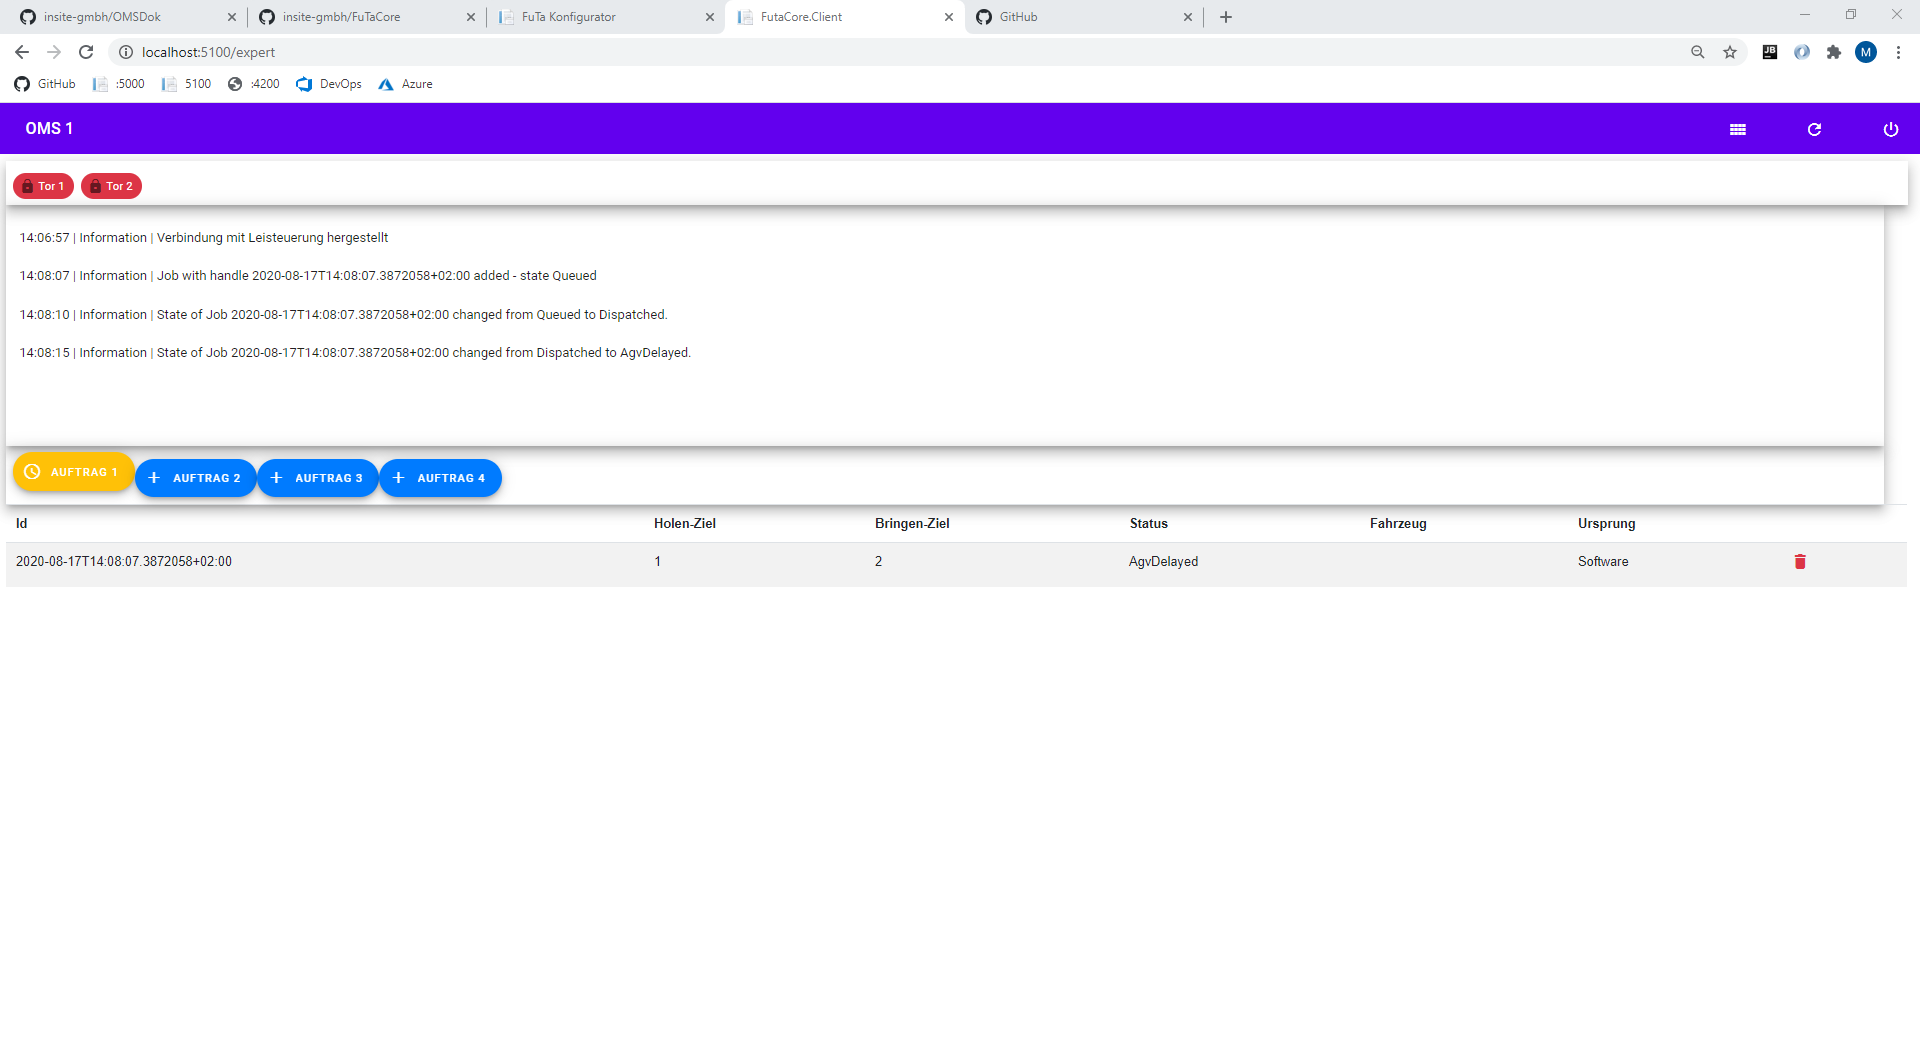 insite-gmbh/OMSDok insite-gmbh/FuTaCore FuTa Konfigurator FutaCore.Client GitHub
localhost:5100/expert JB M
GitHub :5000 5100 :4200 DevOps Azure
OMS 1
Tor 1 Tor 2
14:06:57 | Information | Verbindung mit Leisteuerung hergestellt
14:08:07 | Information | Job with handle 2020-08-17T14:08:07.3872058+02:00 added - state Queued
14:08:10 | Information | State of Job 2020-08-17T14:08:07.3872058+02:00 changed from Queued to Dispatched.
14:08:15 | Information | State of Job 2020-08-17T14:08:07.3872058+02:00 changed from Dispatched to AgvDelayed.
AUFTRAG 1 AUFTRAG 2 AUFTRAG 3 AUFTRAG 4
Id Holen-Ziel Bringen-Ziel Status Fahrzeug Ursprung
2020-08-17T14:08:07.3872058+02:00 1 2 AgvDelayed Software